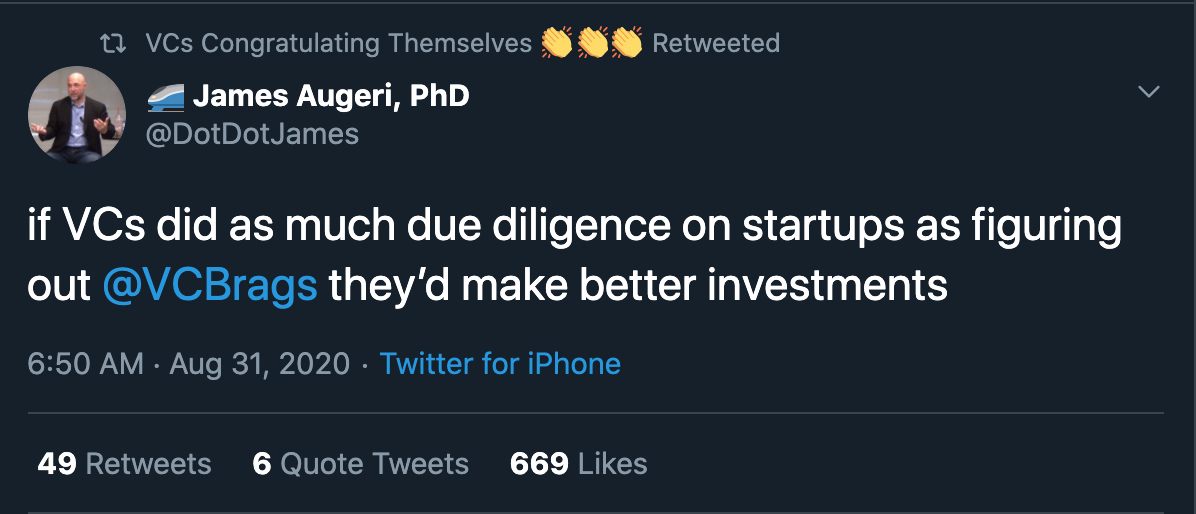 VCs Congratulating Themselves 👏👏👏 Retweeted
🚄 James Augeri, PhD
@DotDotJames
if VCs did as much due diligence on startups as figuring
out @VCBrags they’d make better investments
6:50 AM · Aug 31, 2020 · Twitter for iPhone
49 Retweets 6 Quote Tweets 669 Likes